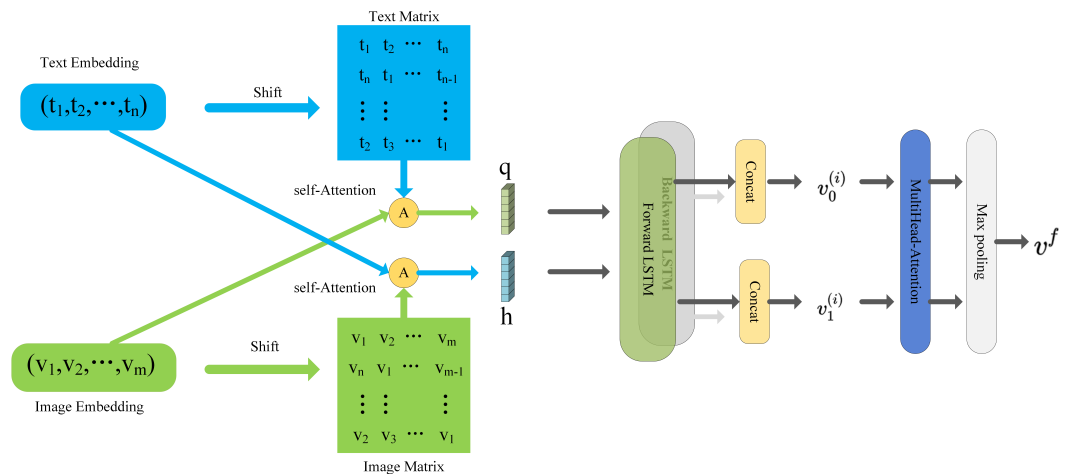 Text Matrix
t₁ t₂ ⋯ tₙ
tₙ t₁ ⋯ tₙ₋₁
⋮ ⋮ ⋮
t₂ t₃ ⋯ t₁
Text Embedding
(t₁,t₂,⋯,tₙ)
Shift
self-Attention
A
q
self-Attention
A
h
(v₁,v₂,⋯,vₘ)
Image Embedding
Shift
v₁ v₂ ⋯ vₘ
vₙ v₁ ⋯ vₘ₋₁
⋮ ⋮ ⋮
v₂ v₃ ⋯ v₁
Image Matrix
Forward LSTM
Backward LSTM
Concat
Concat
v₀⁽ⁱ⁾
v₁⁽ⁱ⁾
MultiHead-Attention
Max pooling
vᶠ